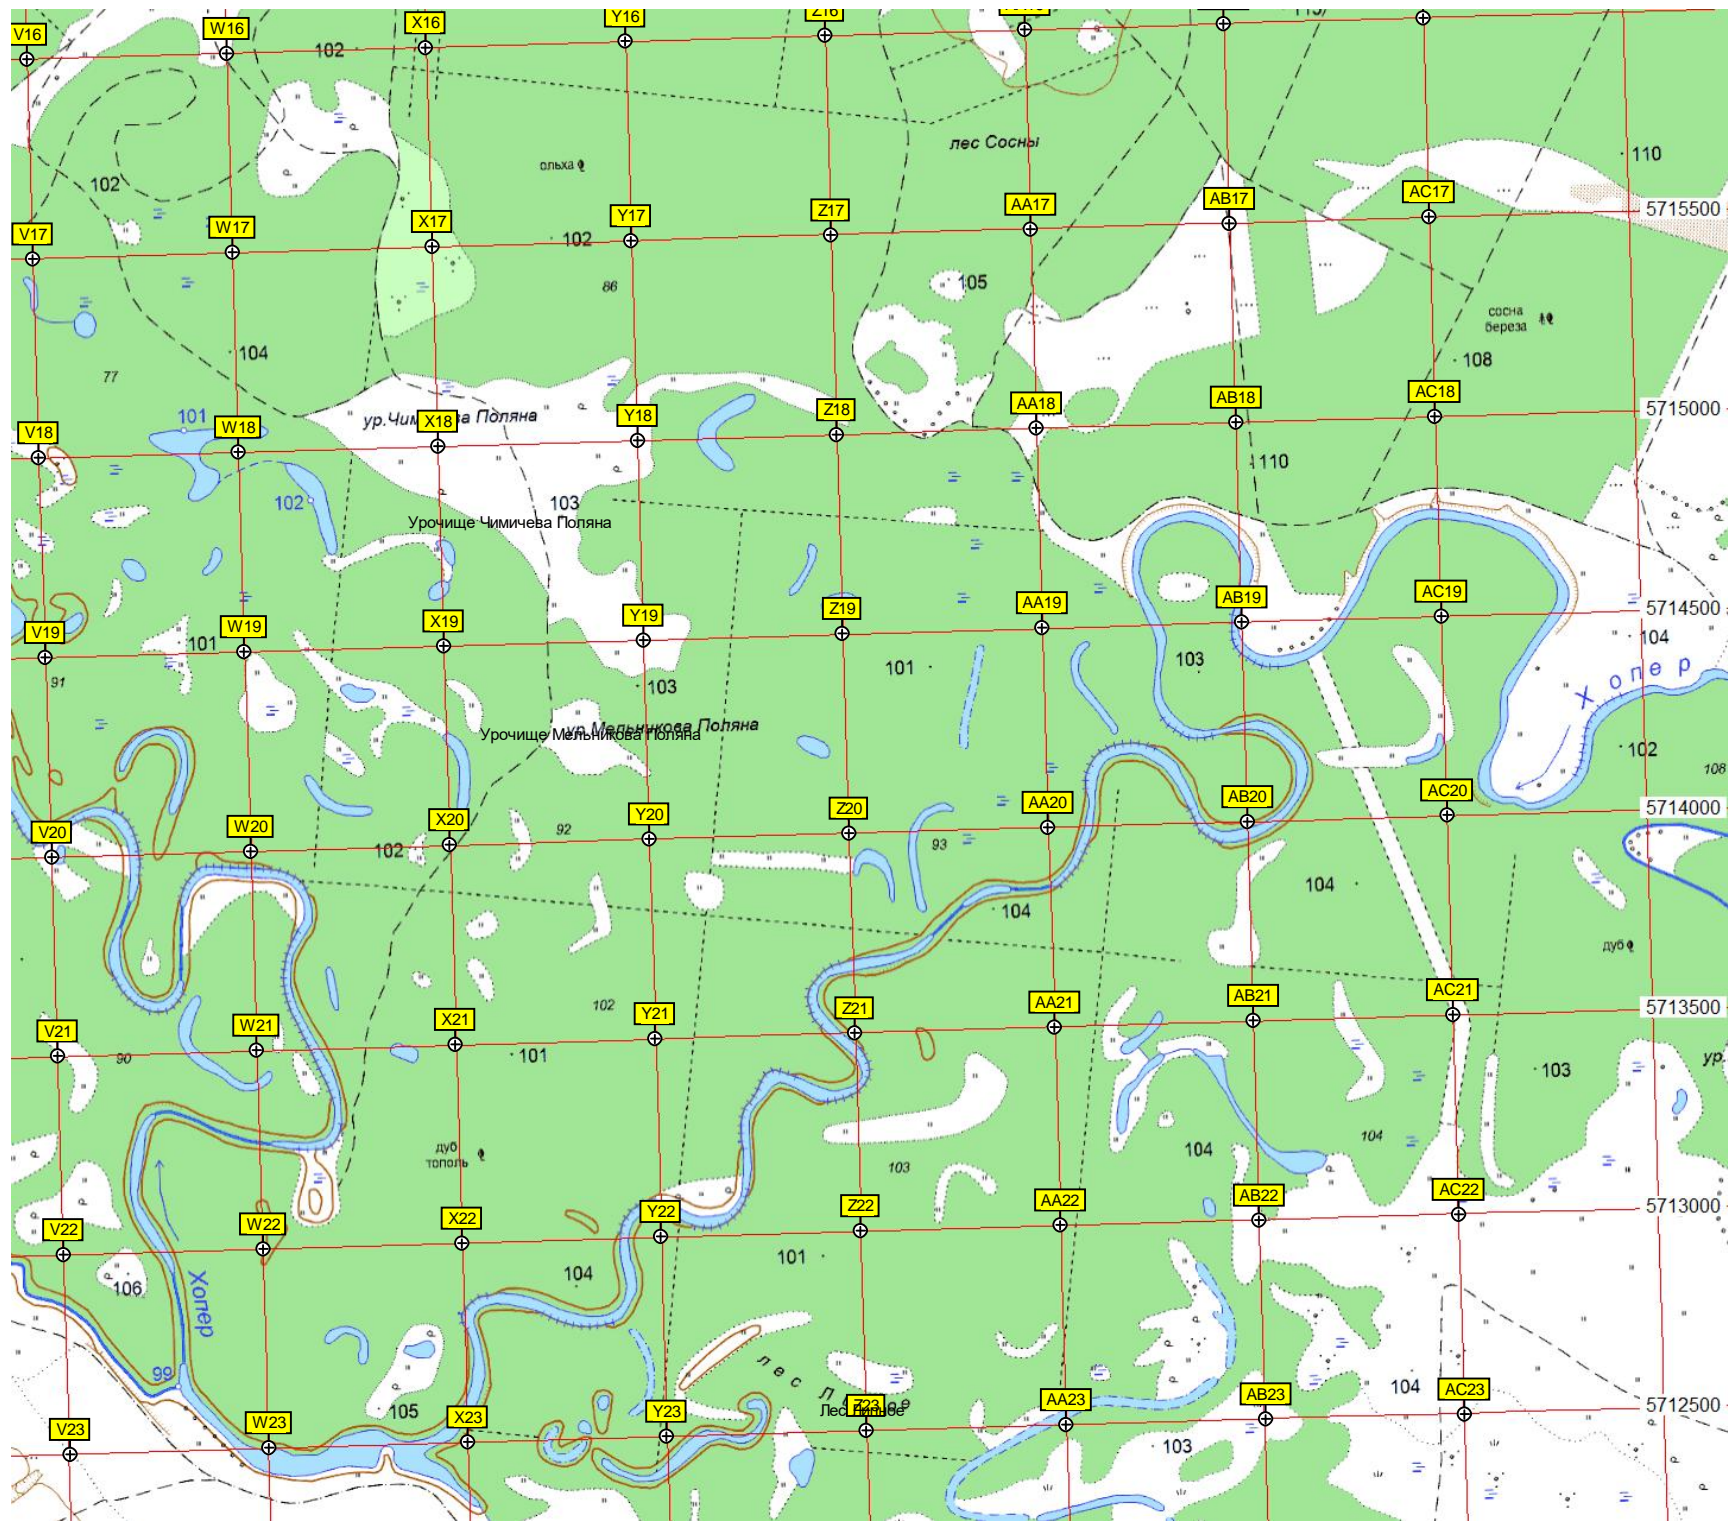 V16
W16
X16
Y16
Z16
102
лес Сосны
ольха
110
102
V17
W17
X17
Y17
Z17
AA17
AB17
AC17
5715500
102
105
86
сосна
береза
104
108
77
101
V18
W18
X18
Y18
Z18
AA18
AB18
AC18
5715000
110
102
103
Урочище Чимичева Поляна
V19
W19
X19
Y19
Z19
AA19
AB19
AC19
5714500
101
104
91
103
101
103
Хопер
ур.Мельникова Поляна
Урочище Мельникова Поляна
102
108
V20
W20
X20
Y20
Z20
AA20
AB20
AC20
5714000
102
92
93
104
104
дуб
V21
W21
X21
Y21
Z21
AA21
AB21
AC21
5713500
102
90
101
103
ур.
дуб
тополь
103
104
104
V22
W22
X22
Y22
Z22
AA22
AB22
AC22
5713000
106
Хопер
104
101
99
105
лес
104
V23
W23
X23
Y23
Z23
AA23
AB23
AC23
5712500
103